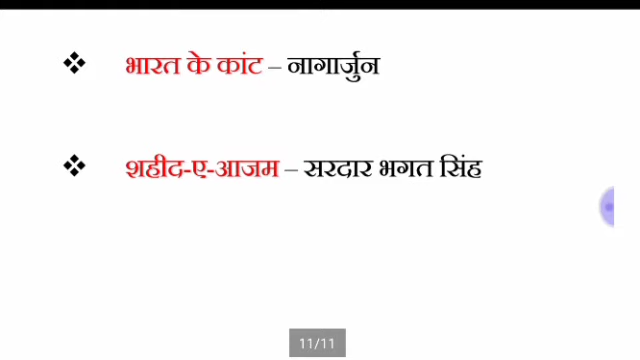 ❖ भारत के कांट – नागार्जुन
❖ शहीद-ए-आजम – सरदार भगत सिंह
11/11